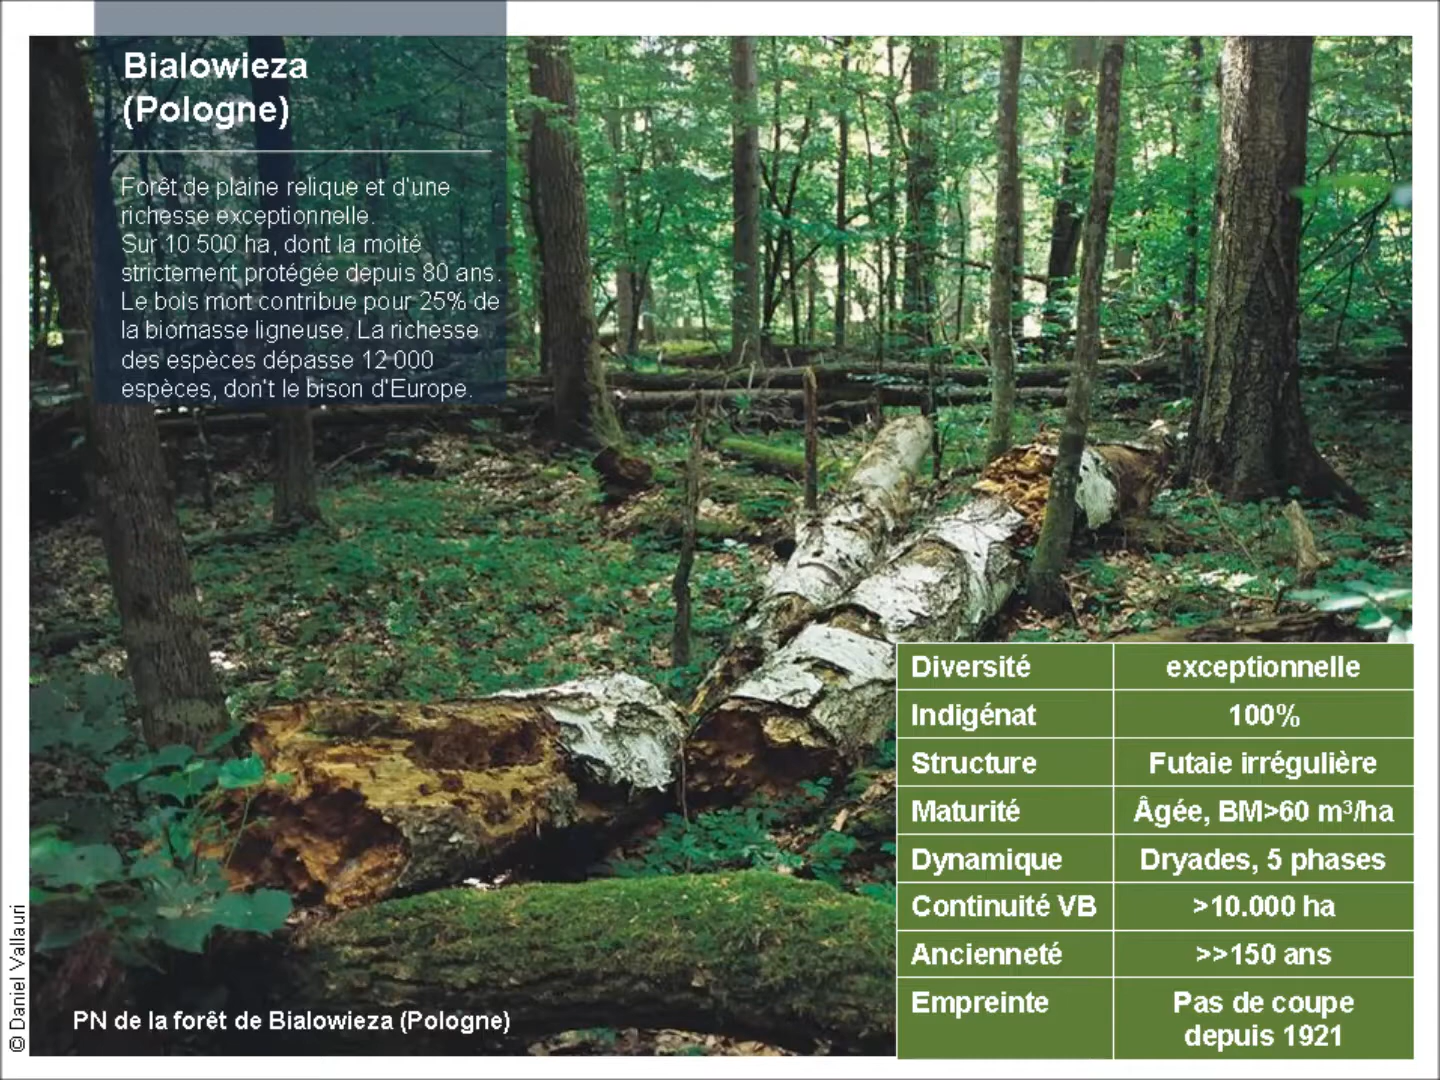 Bialowieza
(Pologne)
Forêt de plaine relique et d'une
richesse exceptionnelle.
Sur 10 500 ha, dont la moité
strictement protégée depuis 80 ans.
Le bois mort contribue pour 25% de
la biomasse ligneuse. La richesse
des espèces dépasse 12 000
espèces, don't le bison d'Europe.
Diversité exceptionnelle
Indigénat 100%
Structure Futaie irrégulière
Maturité Âgée, BM>60 m³/ha
Dynamique Dryades, 5 phases
Continuité VB >10.000 ha
Ancienneté >>150 ans
Empreinte Pas de coupe
depuis 1921
PN de la forêt de Bialowieza (Pologne)
© Daniel Vallauri